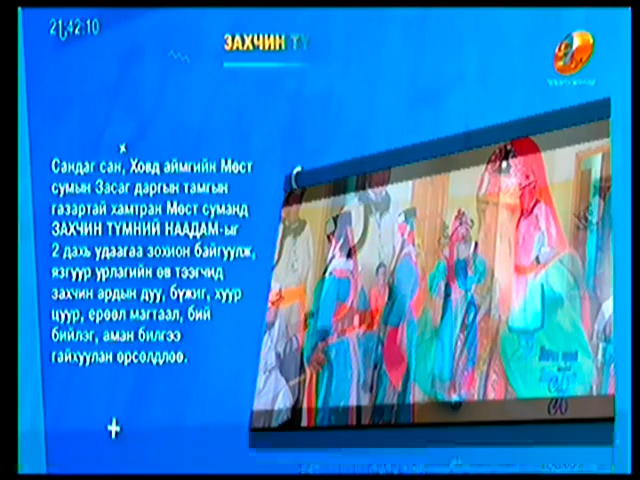 21:42:10
ЗАХЧИН ТҮ
Сандаг сан, Ховд аймгийн Мөст
сумын Засаг даргын тамгын
газартай хамтран Мөст суманд
ЗАХЧИН ТҮМНИЙ НААДАМ-ыг
2 дахь удаагаа зохион байгуулж,
язгуур урлагийн өв тээгчид
захчин ардын дуу, бүжиг, хуур
цуур, ерөөл магтаал, бий
бийлэг, аман билгээ
гайхуулан өрсөлдлөө.